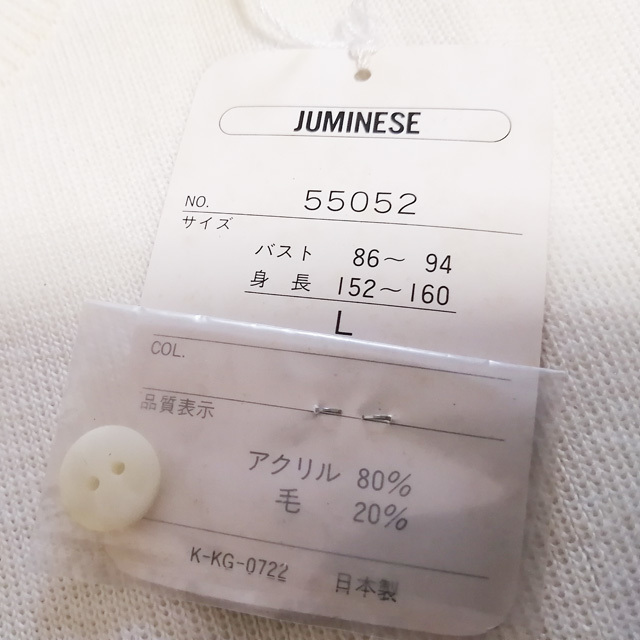 JUMINESE
NO. 55052
サイズ
バスト 86～ 94
身長 152～160
L
COL.
品質表示
アクリル 80%
毛 20%
K-KG-0722 日本製